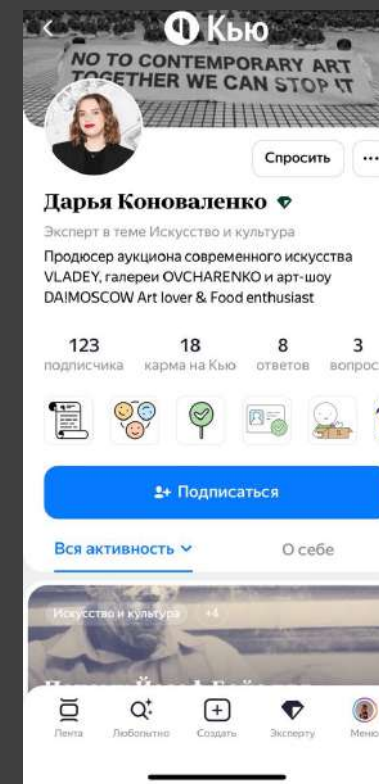 Кью
NO TO CONTEMPORARY ART
TOGETHER WE CAN STOP IT
Спросить
Дарья Коноваленко
Эксперт в теме Искусство и культура
Продюсер аукциона современного искусства
VLADEY, галереи OVCHARENKO и арт-шоу
DA!MOSCOW Art lover & Food enthusiast
123 18 8 3
подписчика карма на Кью ответов вопрос
Подписаться
Вся активность О себе
Искусство и культура +4
Лента Любопытно Создать Эксперту Меню